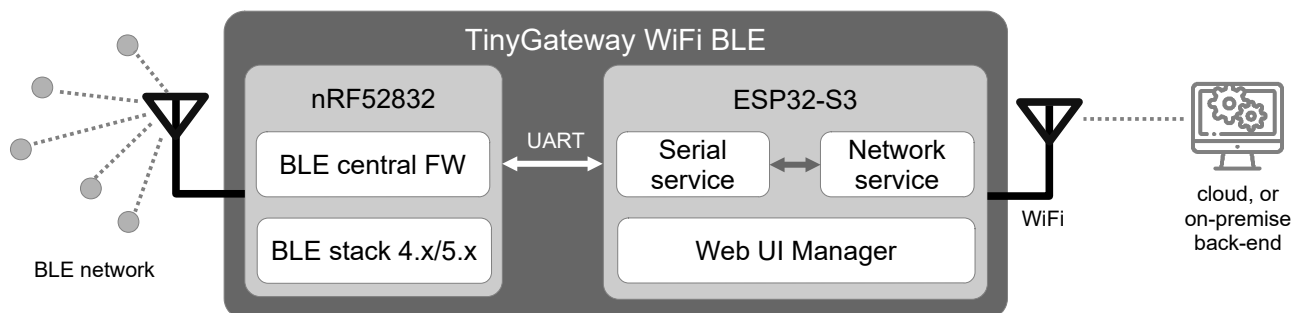 TinyGateway WiFi BLE
nRF52832
BLE central FW
BLE stack 4.x/5.x
UART
ESP32-S3
Serial
service
Network
service
Web UI Manager
BLE network
WiFi
cloud, or
on-premise
back-end